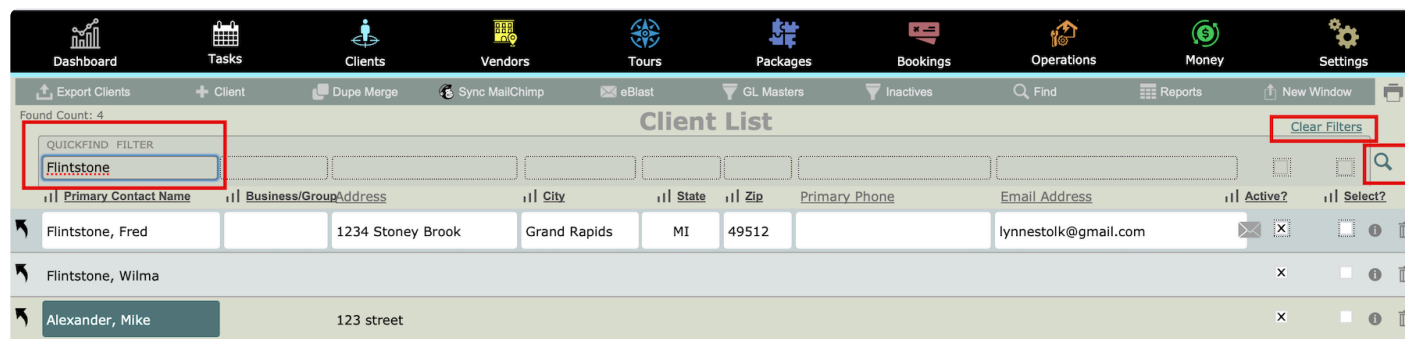 Dashboard Tasks Clients Vendors Tours Packages Bookings Operations Money Settings
Export Clients + Client Dupe Merge Sync MailChimp eBlast GL Masters Inactives Find Reports New Window
Found Count: 4
Client List
Clear Filters
QUICKFIND FILTER
Flintstone
Primary Contact Name Business/Group Address City State Zip Primary Phone Email Address Active? Select?
Flintstone, Fred 1234 Stoney Brook Grand Rapids MI 49512 lynnestolk@gmail.com X
Flintstone, Wilma X
Alexander, Mike 123 street X